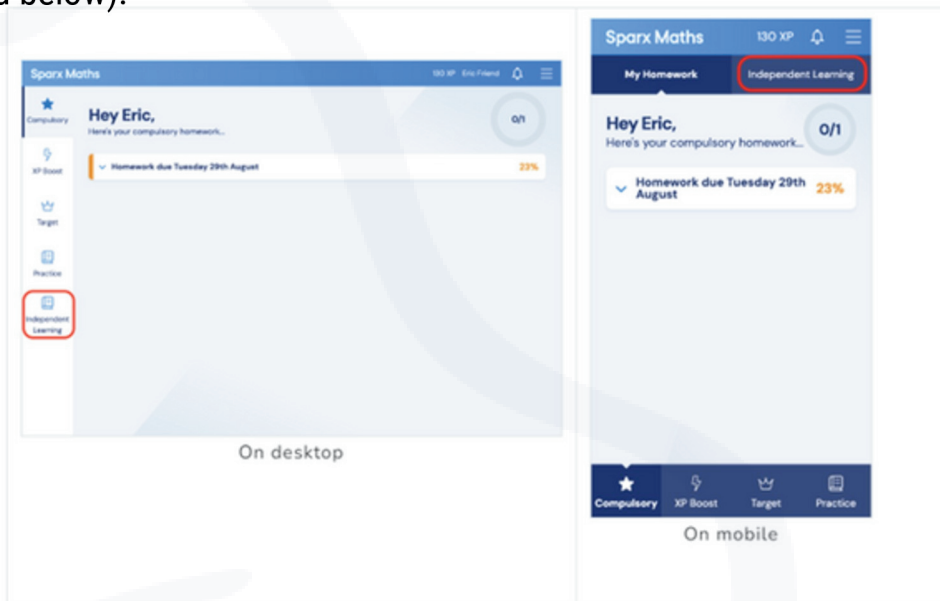 below):
Sparx Maths
130 XP Eric Friend
Compulsory
XP Boost
Target
Practice
Independent
Learning
Hey Eric,
Here's your compulsory homework...
0/1
Homework due Tuesday 29th August
23%
On desktop
Sparx Maths
130 XP
My Homework
Independent Learning
Hey Eric,
Here's your compulsory homework...
0/1
Homework due Tuesday 29th
August
23%
Compulsory
XP Boost
Target
Practice
On mobile